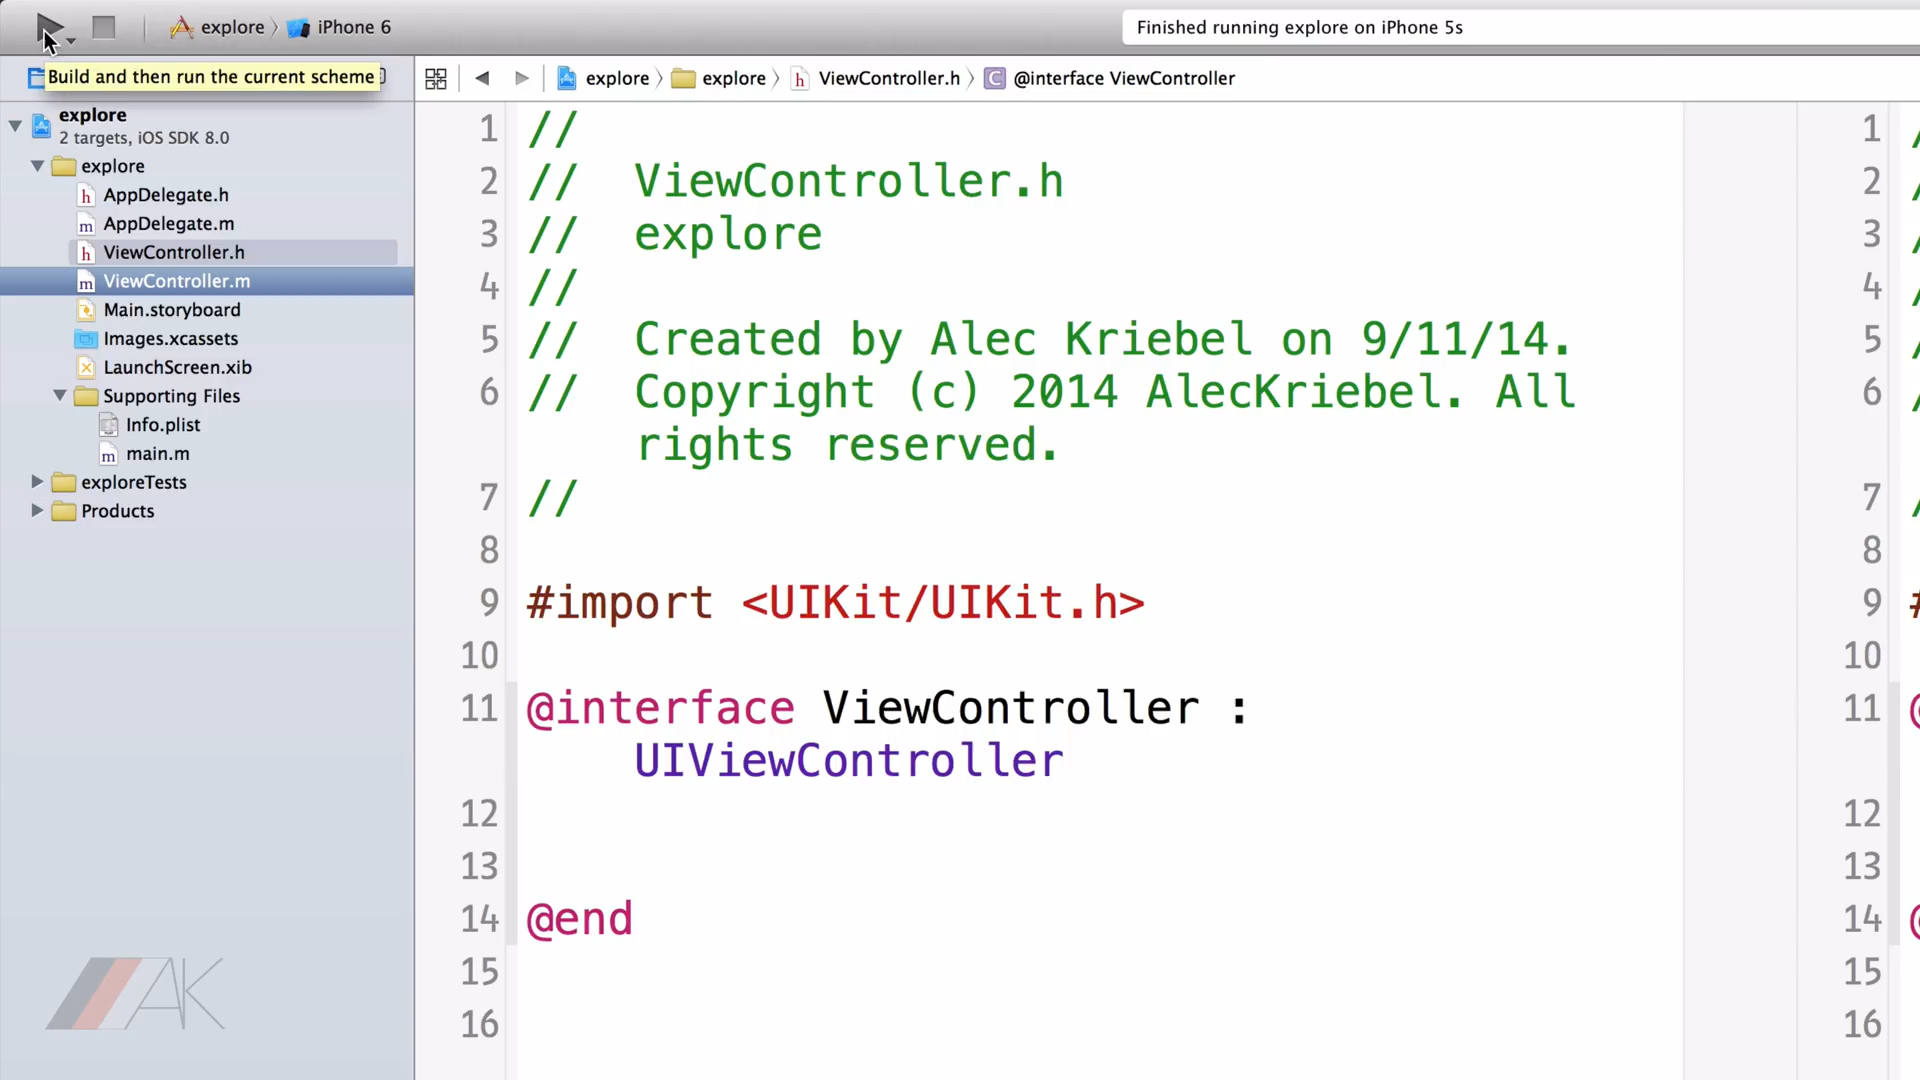 explore
iPhone 6
Finished running explore on iPhone 5s
Build and then run the current scheme
explore
explore
ViewController.h
C
@interface ViewController
explore
2 targets, iOS SDK 8.0
explore
h AppDelegate.h
m AppDelegate.m
h ViewController.h
m ViewController.m
Main.storyboard
Images.xcassets
LaunchScreen.xib
Supporting Files
Info.plist
m main.m
exploreTests
Products
1 //
2 // ViewController.h
3 // explore
4 //
5 // Created by Alec Kriebel on 9/11/14.
6 // Copyright (c) 2014 AlecKriebel. All
rights reserved.
7 //
8
9 #import <UIKit/UIKit.h>
10
11 @interface ViewController :
UIViewController
12
13
14 @end
15
16
1
2
3
4
5
6
7
8
9
10
11
12
13
14
15
16
AK